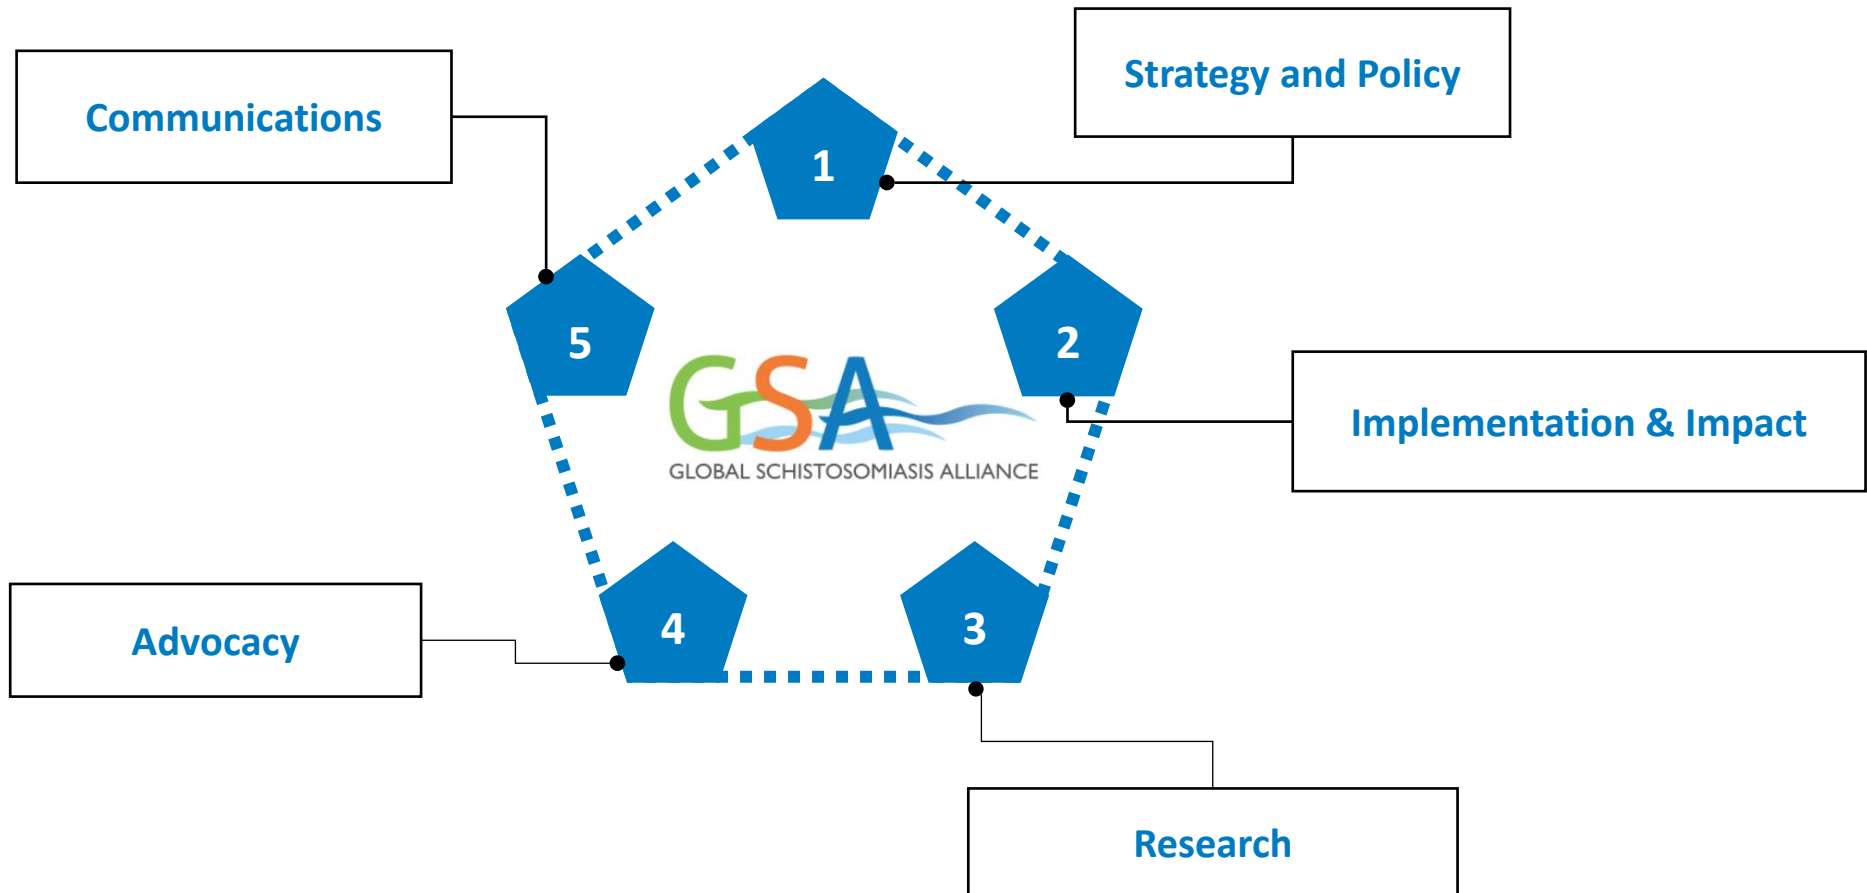 Strategy and Policy
Communications
1
5
2
GSA
GLOBAL SCHISTOSOMIASIS ALLIANCE
Implementation & Impact
Advocacy
4
3
Research